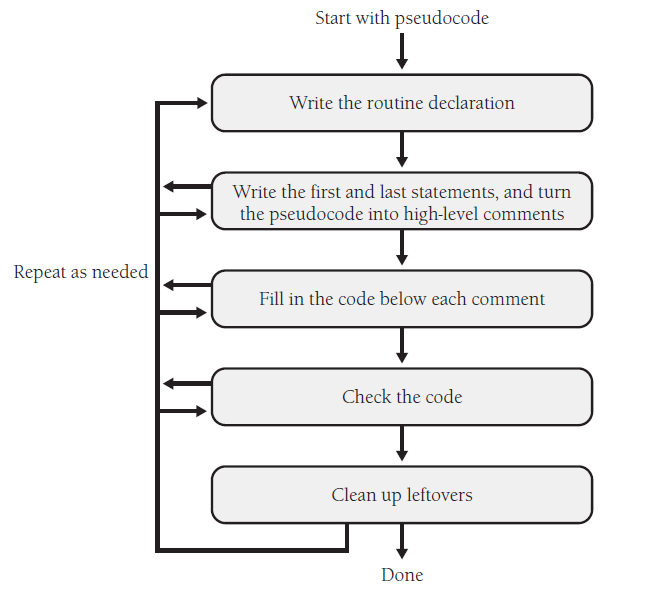 Start with pseudocode
Write the routine declaration
Write the first and last statements, and turn
the pseudocode into high-level comments
Repeat as needed
Fill in the code below each comment
Check the code
Clean up leftovers
Done